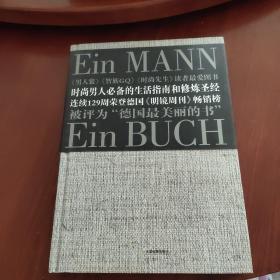 Ein MANN
《男人装》《智族GQ》《时尚先生》读者最爱图书
时尚男人必备的生活指南和修炼圣经
连续129周荣登德国《明镜周刊》畅销榜
被评为“德国最美丽的书”
Ein BUCH